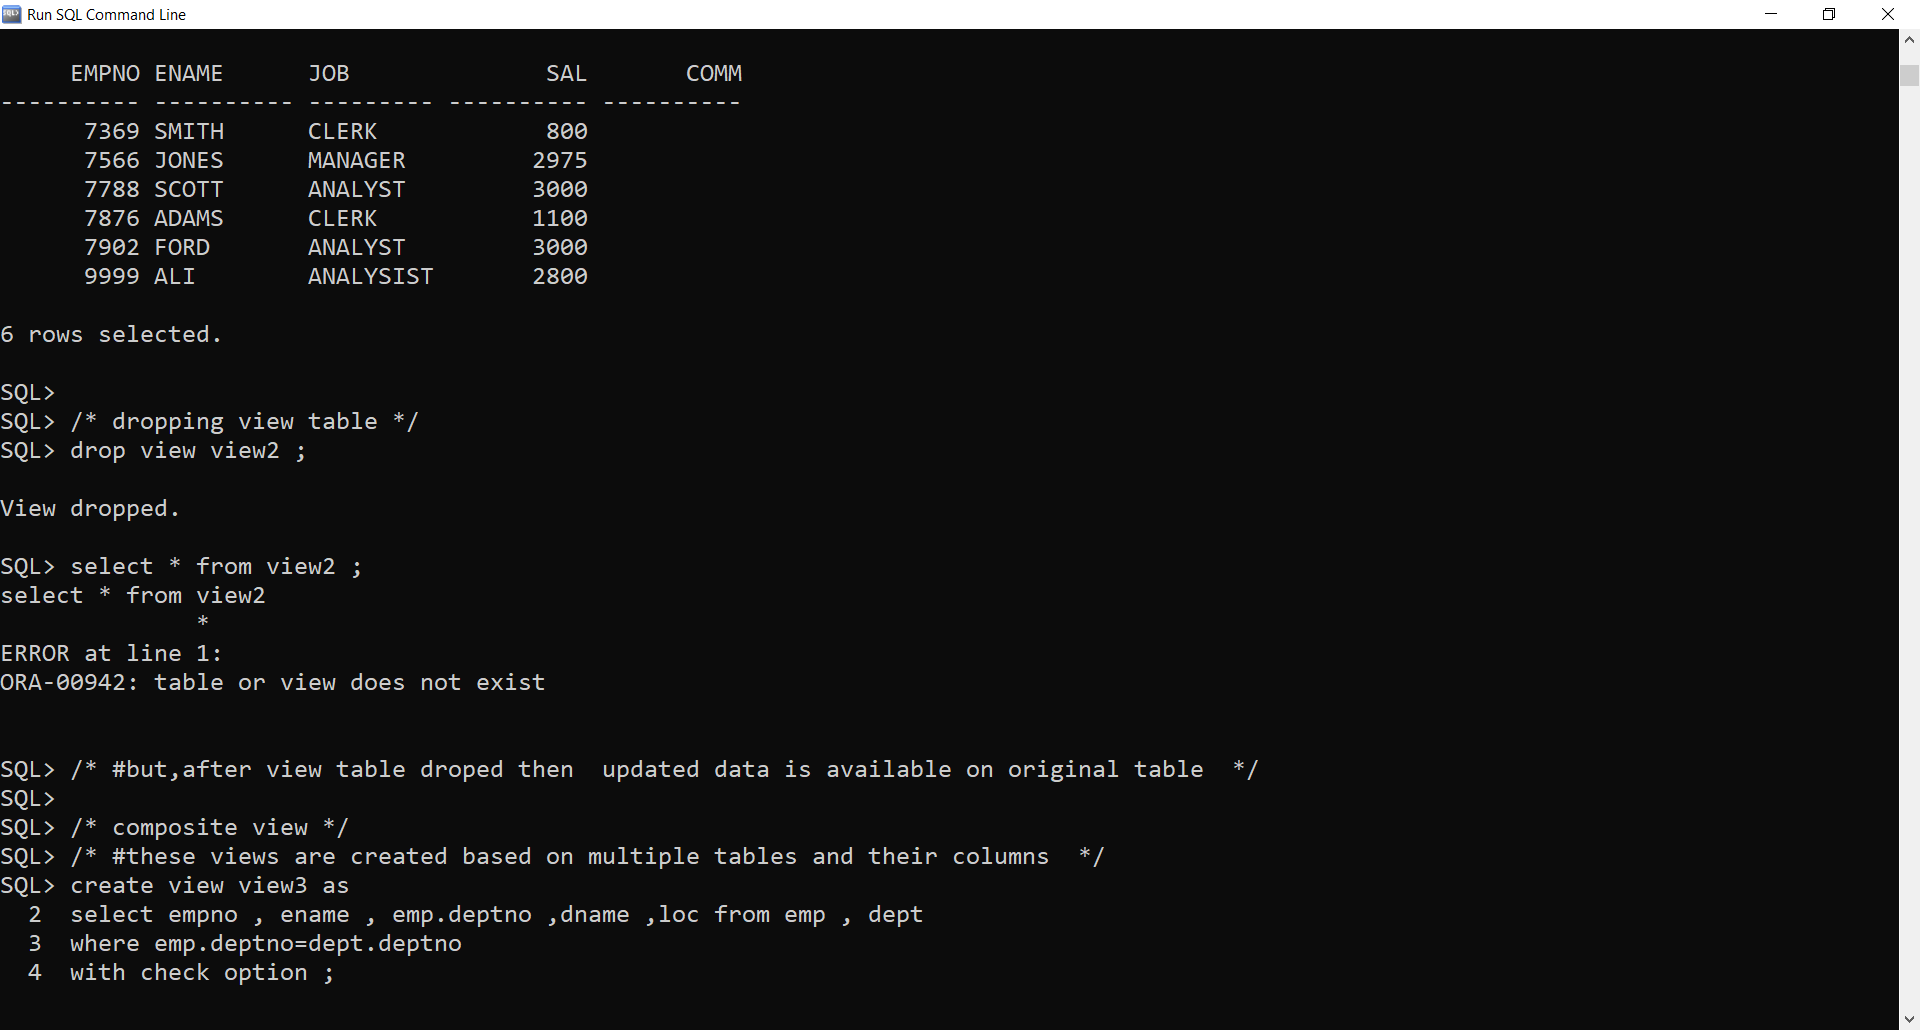 Run SQL Command Line
     EMPNO ENAME      JOB              SAL       COMM
---------- ---------- --------- ---------- ----------
      7369 SMITH      CLERK            800
      7566 JONES      MANAGER         2975
      7788 SCOTT      ANALYST         3000
      7876 ADAMS      CLERK           1100
      7902 FORD       ANALYST         3000
      9999 ALI        ANALYSIST       2800
6 rows selected.
SQL>
SQL> /* dropping view table */
SQL> drop view view2 ;
View dropped.
SQL> select * from view2 ;
select * from view2
              *
ERROR at line 1:
ORA-00942: table or view does not exist
SQL> /* #but,after view table droped then  updated data is available on original table  */
SQL>
SQL> /* composite view */
SQL> /* #these views are created based on multiple tables and their columns  */
SQL> create view view3 as
  2  select empno , ename , emp.deptno ,dname ,loc from emp , dept
  3  where emp.deptno=dept.deptno
  4  with check option ;